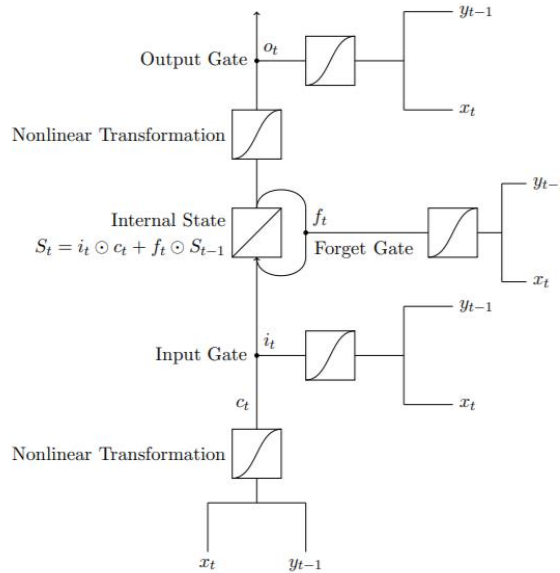 y_{t-1}
Output Gate
o_t
x_t
Nonlinear Transformation
y_{t-}
Internal State
f_t
S_t = i_t ⊙ c_t + f_t ⊙ S_{t-1}
Forget Gate
x_t
y_{t-1}
Input Gate
i_t
x_t
c_t
Nonlinear Transformation
x_t
y_{t-1}